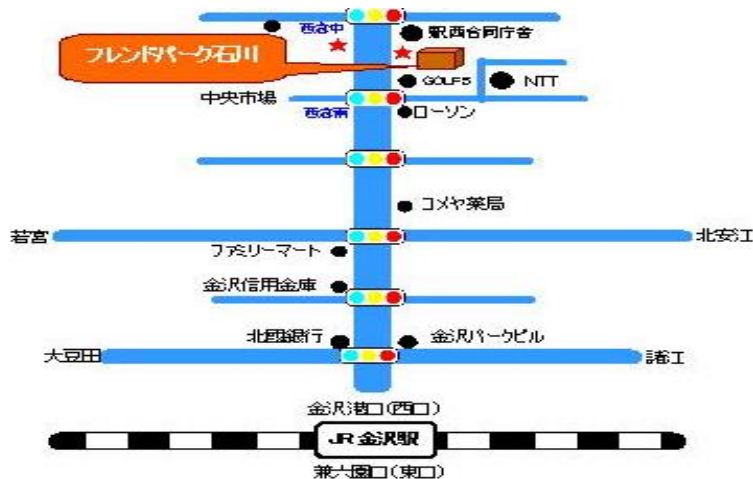 西念中
駅西合同庁舎
フレンドパーク石川
GOLF5
NTT
中央市場
西念南
ローソン
コメヤ薬局
若宮
北安江
ファミリーマート
金沢信用金庫
北國銀行
金沢パークビル
大豆田
諸江
金沢港口(西口)
JR 金沢駅
兼六園口(東口)